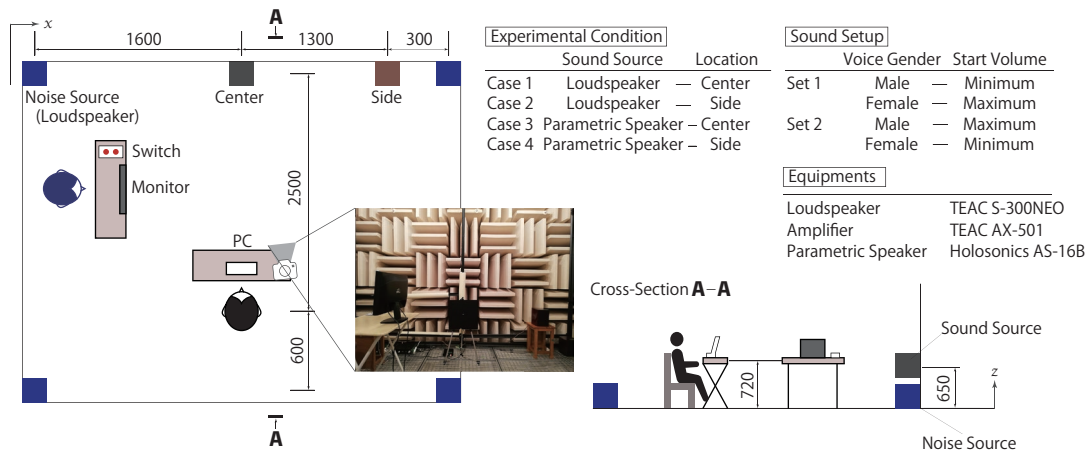 x
A
1600
1300
300
Noise Source
(Loudspeaker)
Center
Side
Switch
Monitor
2500
PC
600
A
Experimental Condition
Sound Source Location
Case 1 Loudspeaker — Center
Case 2 Loudspeaker — Side
Case 3 Parametric Speaker – Center
Case 4 Parametric Speaker – Side
Sound Setup
Voice Gender Start Volume
Set 1 Male — Minimum
Female — Maximum
Set 2 Male — Maximum
Female — Minimum
Equipments
Loudspeaker TEAC S-300NEO
Amplifier TEAC AX-501
Parametric Speaker Holosonics AS-16B
Cross-Section A–A
Sound Source
720
650
z
Noise Source